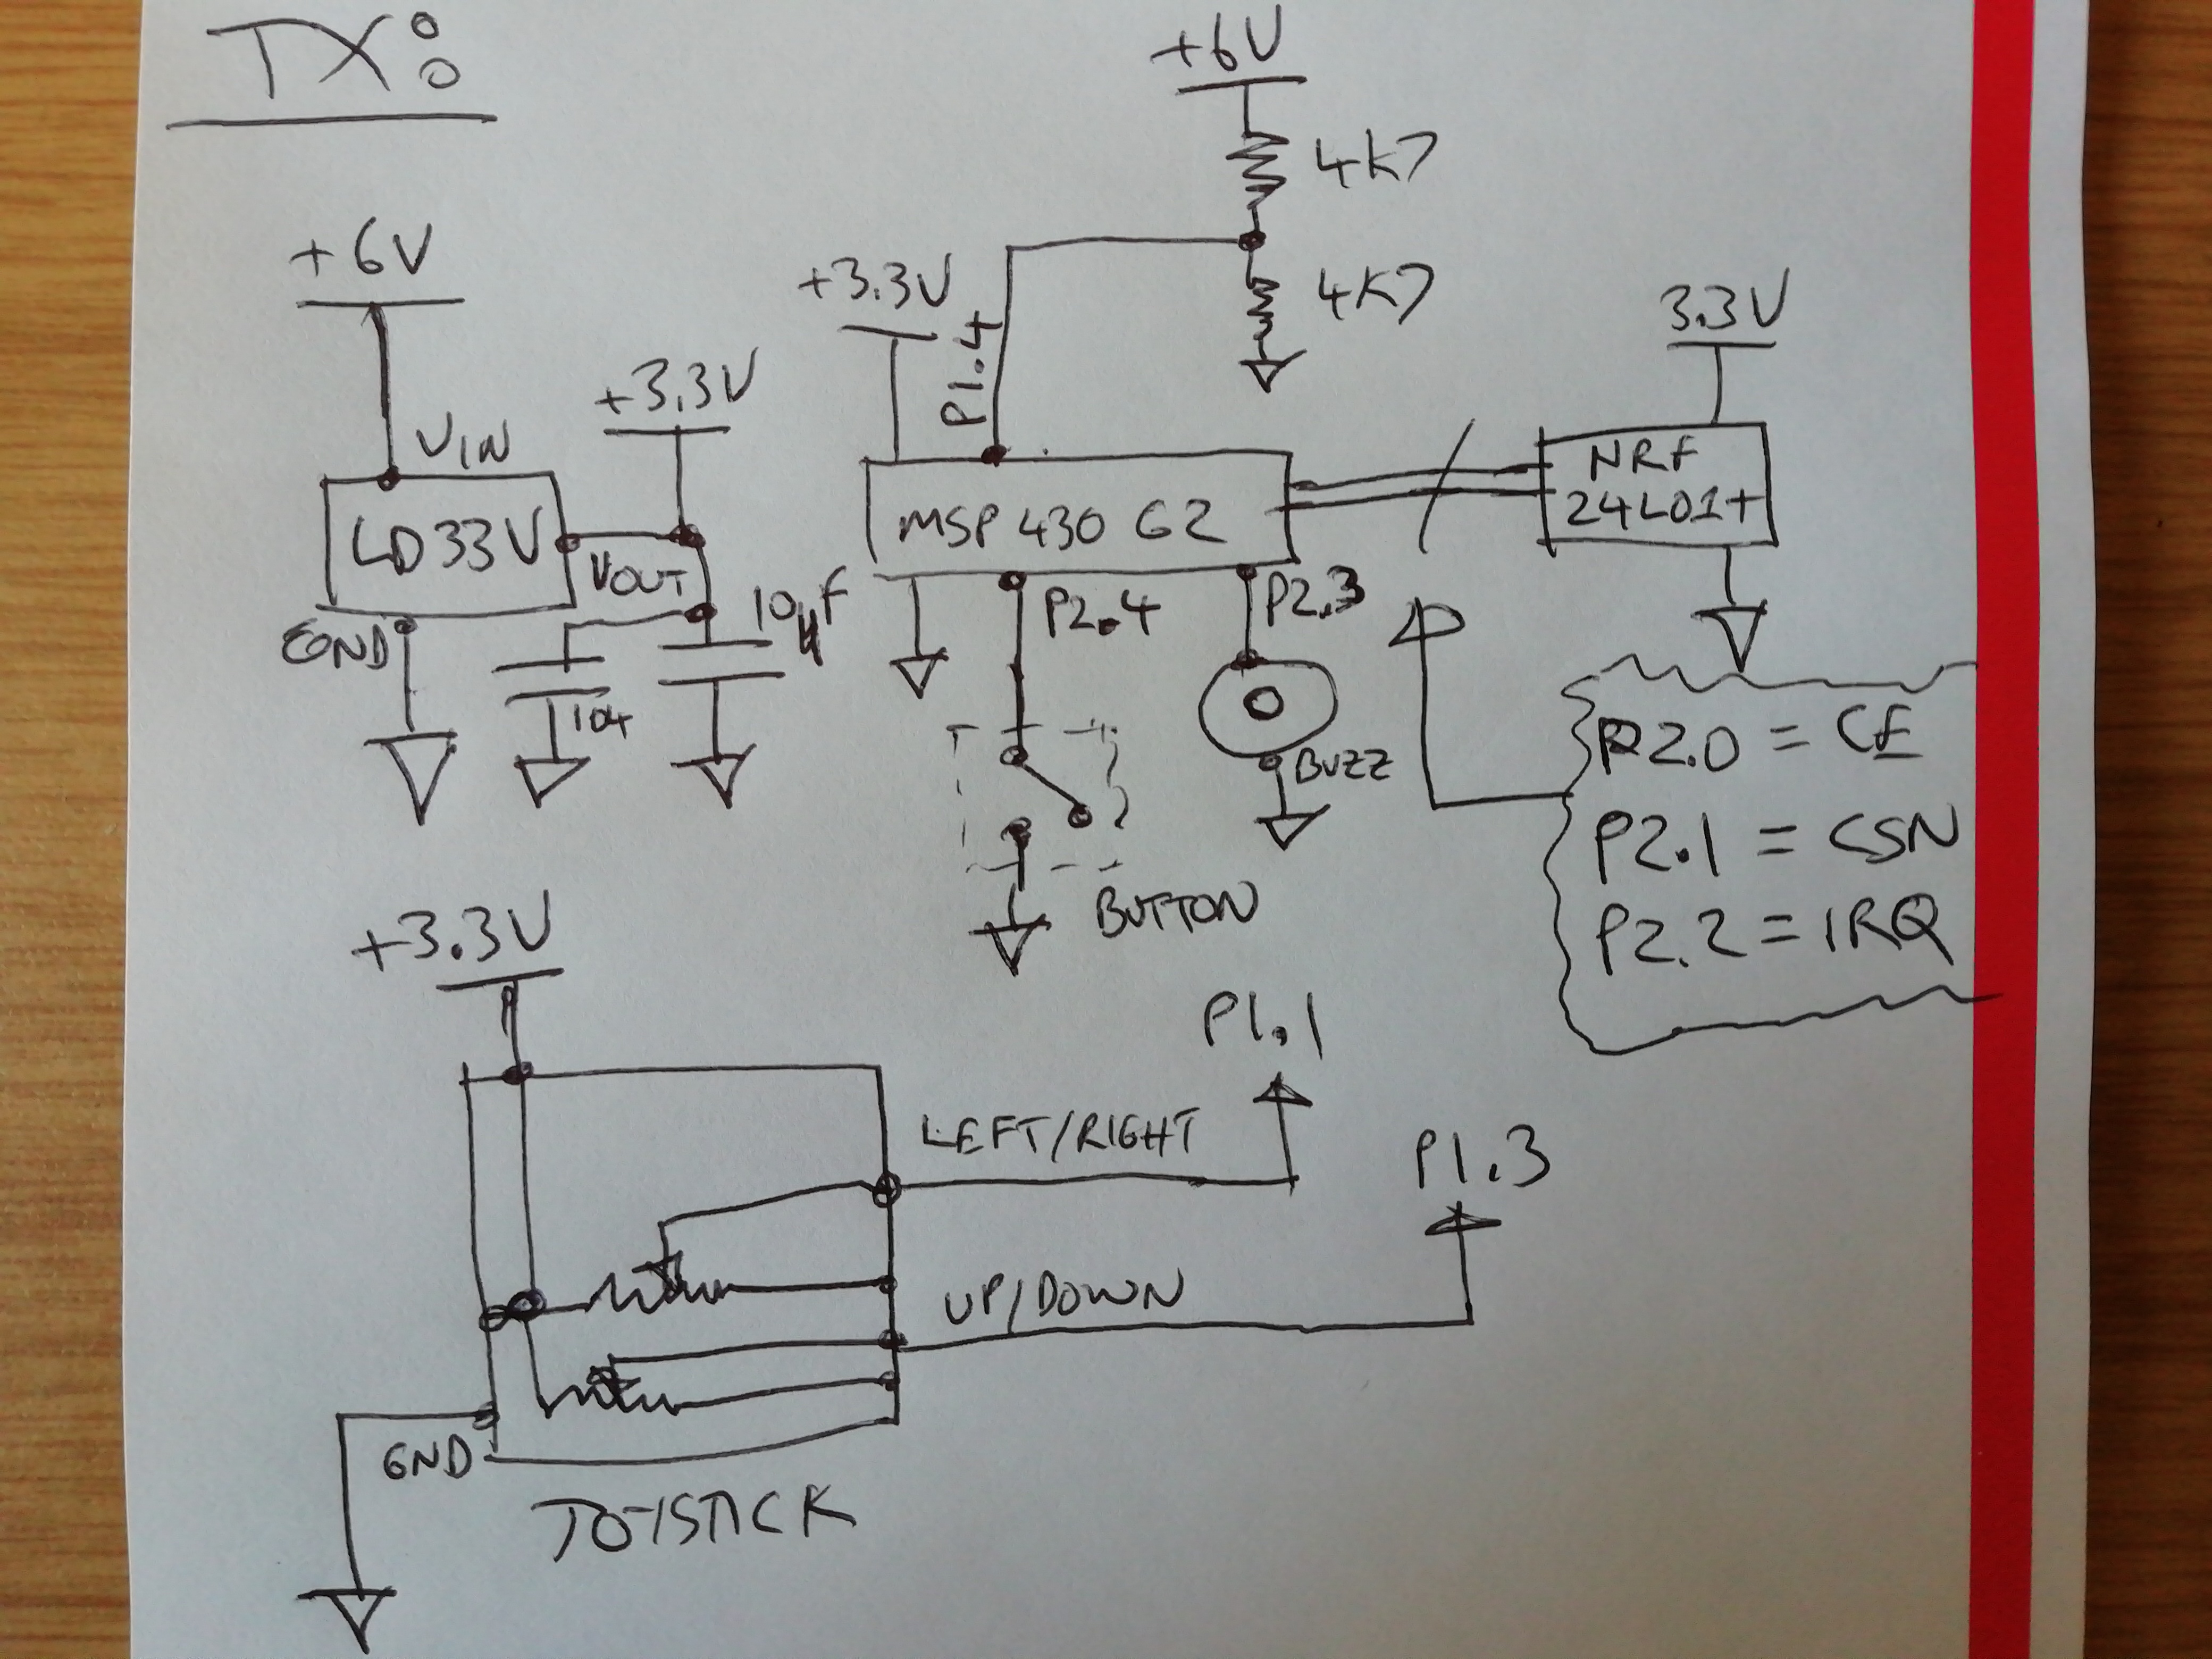 TX:
+6V
4K7
4K7
+6V
VIN
LD33V
VOUT
GND
+3.3V
104
10µF
+3.3V
P1.4
MSP430 G2
P2.4
P2.3
BUTTON
BUZZ
3.3V
NRF
24L01+
P2.0 = CE
P2.1 = CSN
P2.2 = IRQ
+3.3V
LEFT/RIGHT
P1.1
UP/DOWN
P1.3
GND
JOYSTICK